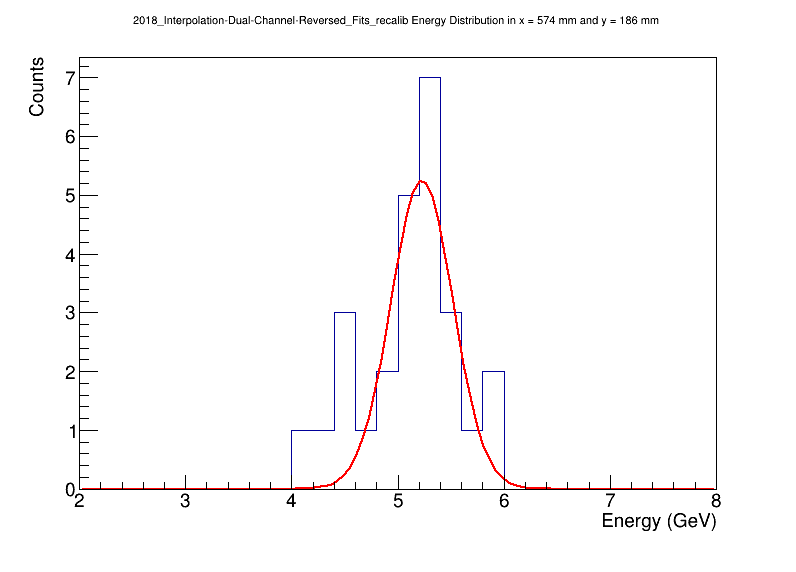 2018_Interpolation-Dual-Channel-Reversed_Fits_recalib Energy Distribution in x = 574 mm and y = 186 mm
Counts
7
6
5
4
3
2
1
0
2 3 4 5 6 7 8
Energy (GeV)